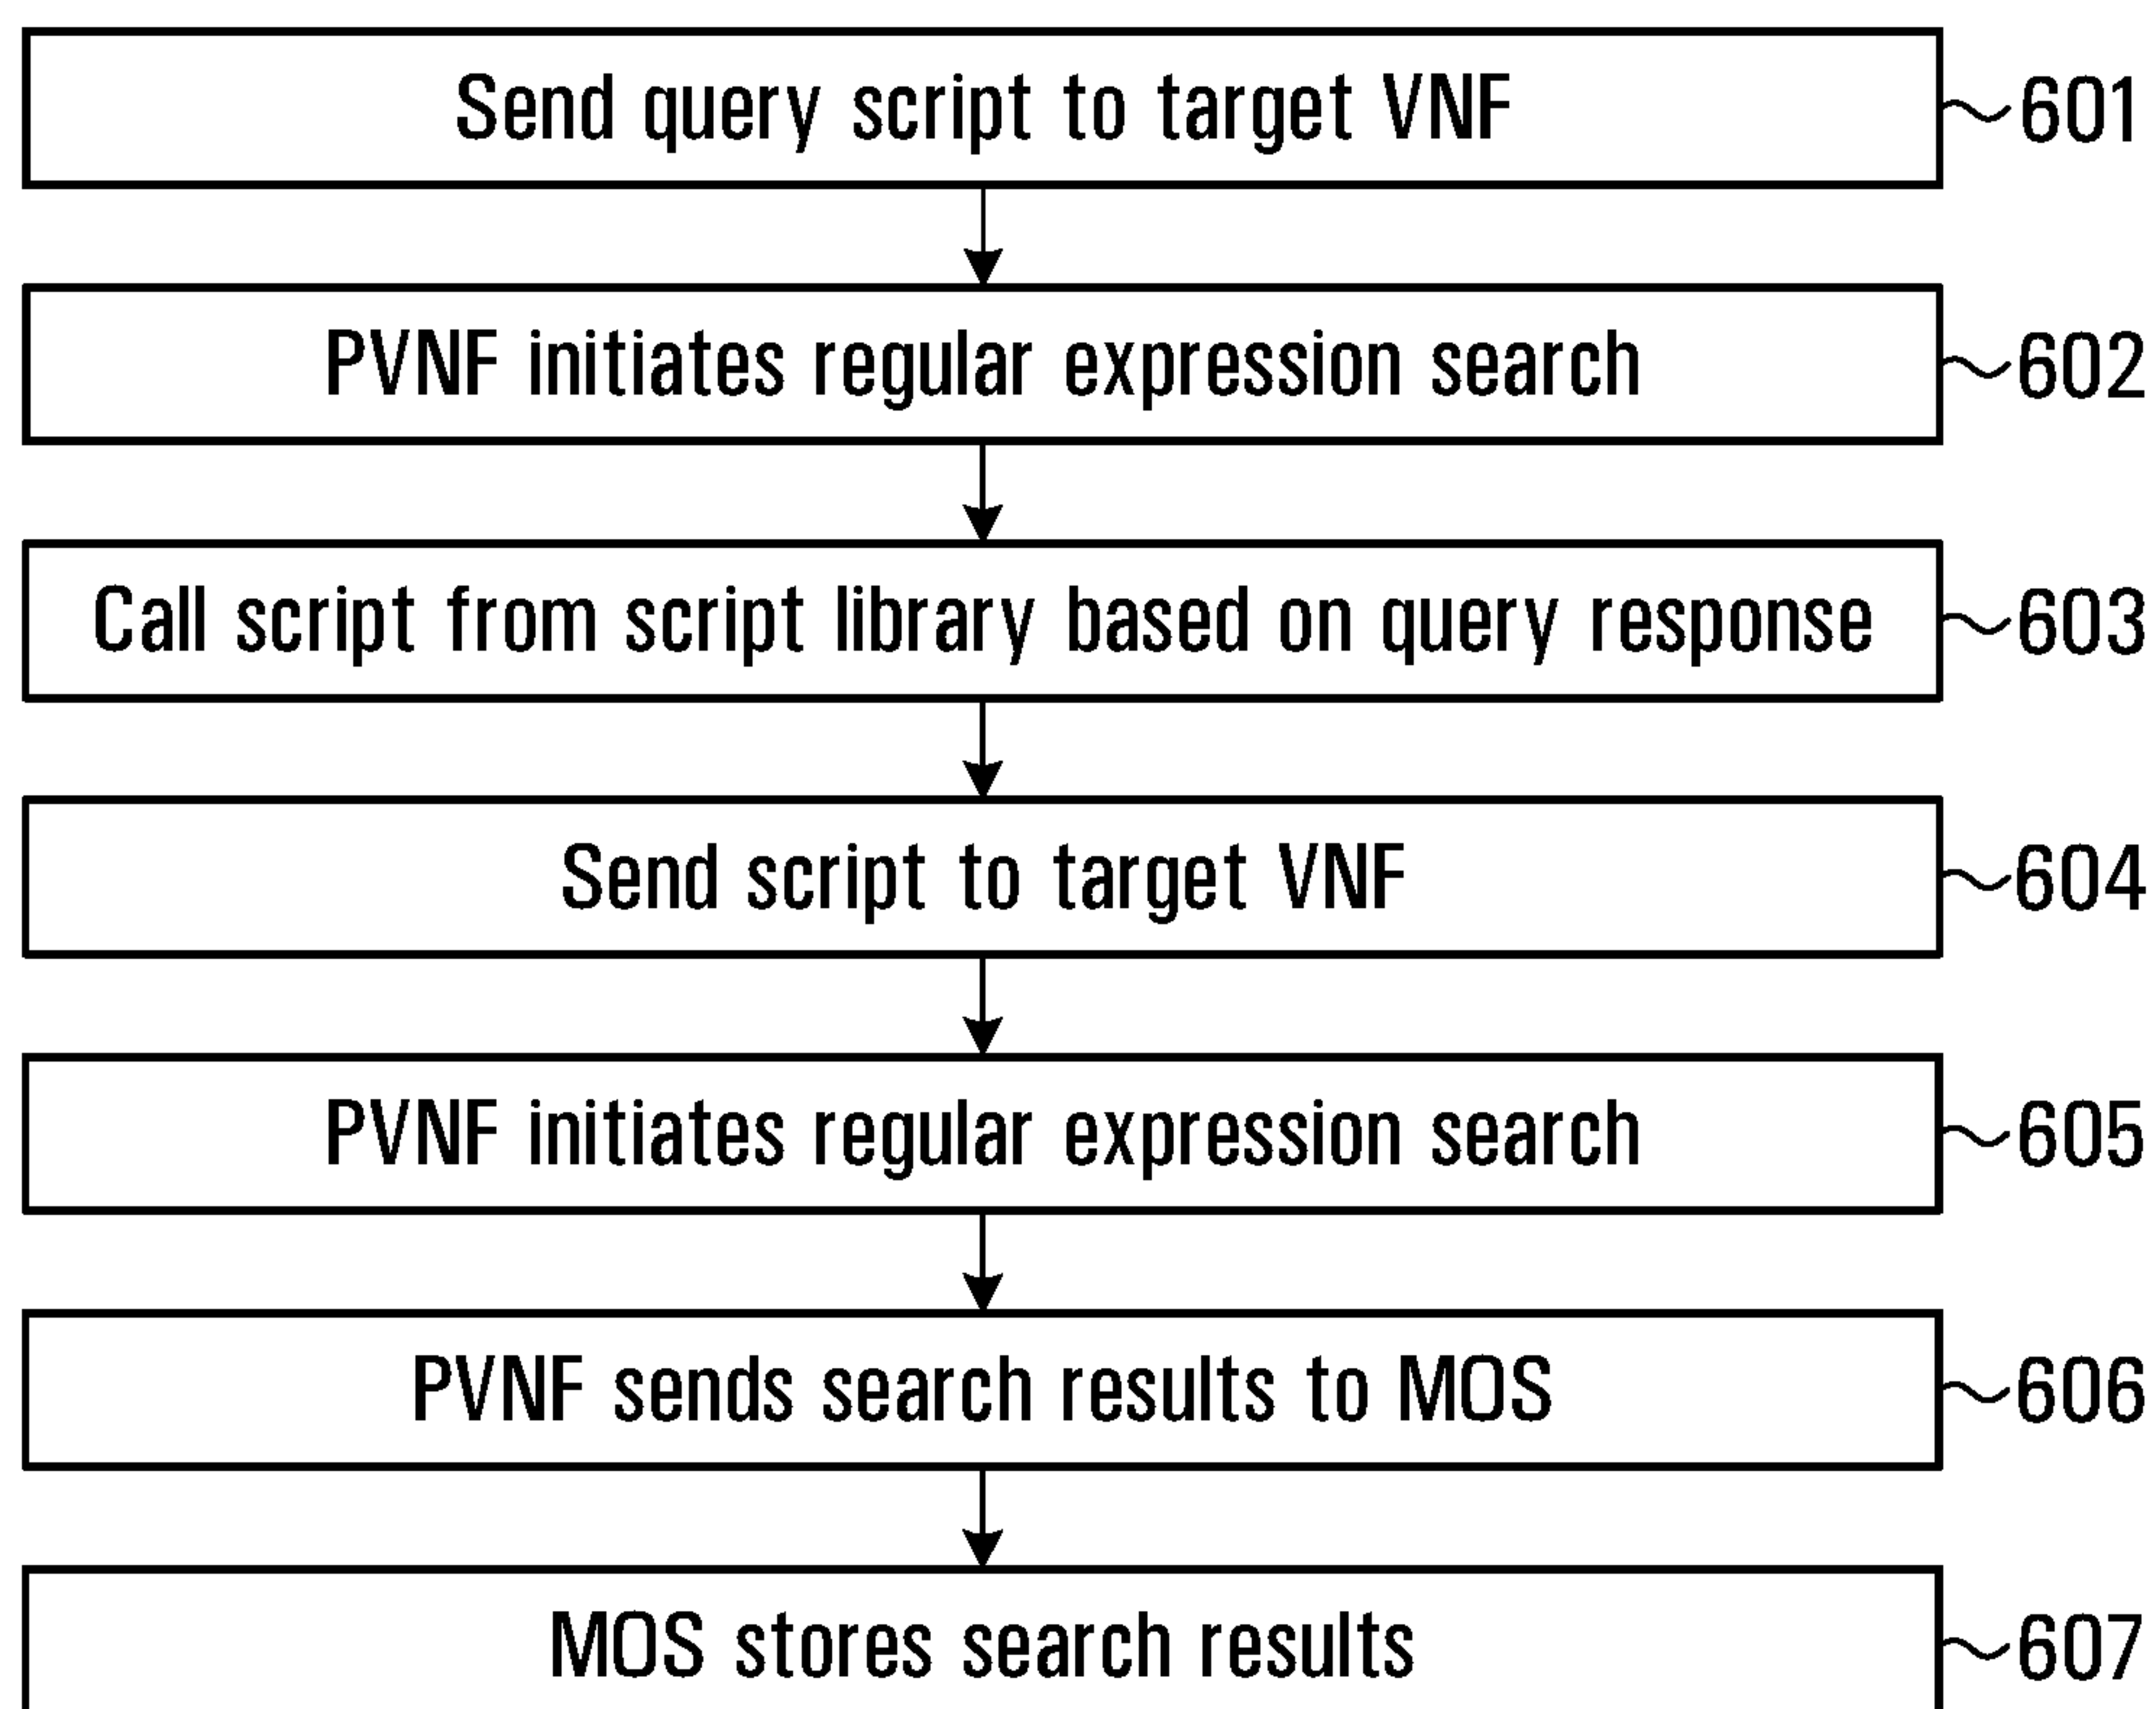 Send query script to target VNF
601
PVNF initiates regular expression search
602
Call script from script library based on query response
603
Send script to target VNF
604
PVNF initiates regular expression search
605
PVNF sends search results to MOS
606
MOS stores search results
607